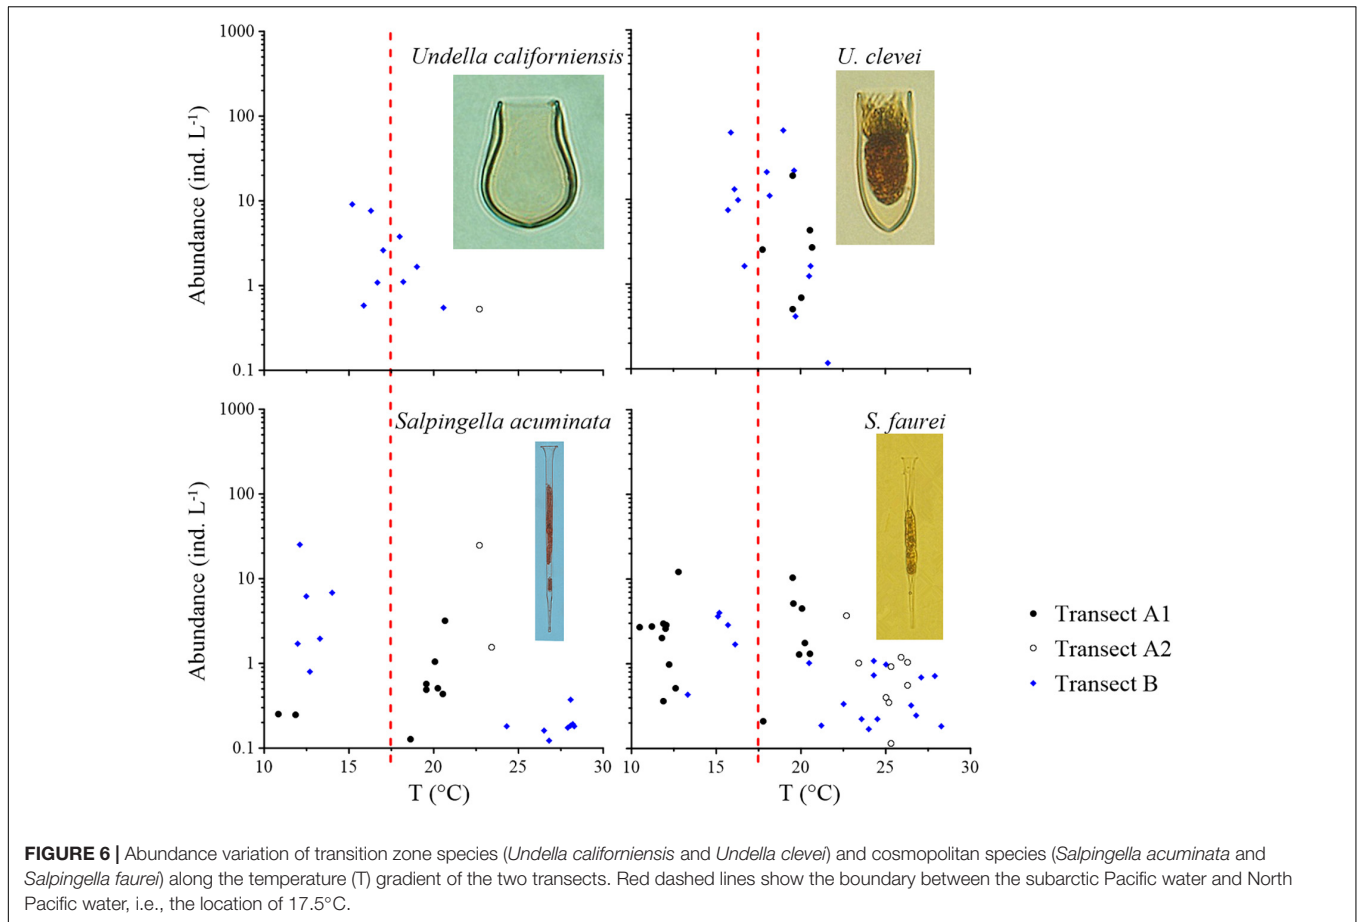 1000
100
10
1
0.1
Abundance (ind. L⁻¹)
Undella californiensis
U. clevei
1000
100
10
1
0.1
Abundance (ind. L⁻¹)
Salpingella acuminata
S. faurei
10 15 20 25 30
10 15 20 25 30
T (°C)
T (°C)
Transect A1
Transect A2
Transect B
FIGURE 6 | Abundance variation of transition zone species (Undella californiensis and Undella clevei) and cosmopolitan species (Salpingella acuminata and
Salpingella faurei) along the temperature (T) gradient of the two transects. Red dashed lines show the boundary between the subarctic Pacific water and North
Pacific water, i.e., the location of 17.5°C.